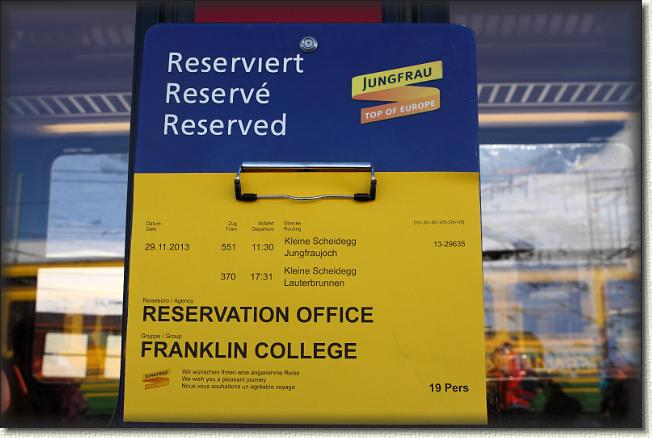 Reserviert
Reservé
Reserved
JUNGFRAU
TOP OF EUROPE
Datum
Date
Zug
Train
Abfahrt
Departure
Strecke
Routing
29.11.2013 551 11:30 Kleine Scheidegg
Jungfraujoch
13-29635
370 17:31 Kleine Scheidegg
Lauterbrunnen
Reisebüro / Agency
RESERVATION OFFICE
Gruppe / Group
FRANKLIN COLLEGE
JUNGFRAU
Wir wünschen Ihnen eine angenehme Reise
We wish you a pleasant journey
Nous vous souhaitons un agréable voyage
19 Pers